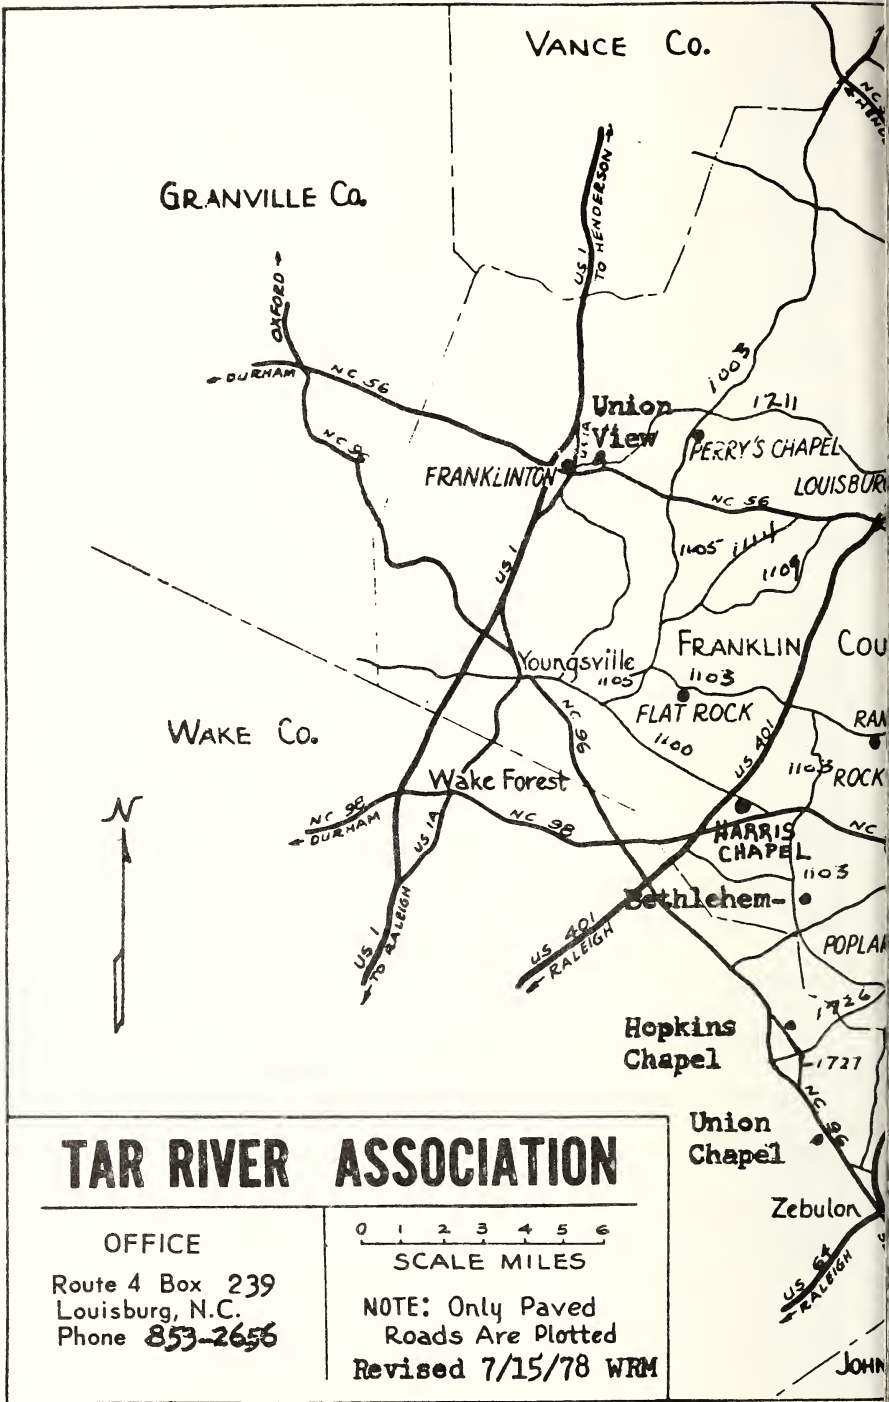 VANCE Co.
GRANVILLE Co.
NC
OXFORD
DURHAM
NC 56
NC 96
US 1
TO HENDERSON
1003
1211
US 1A
Union
View
PERRY'S CHAPEL
FRANKLINTON
NC 56
LOUISBUR
1105
1114
1109
US 1
FRANKLIN COU
Youngsville
1105
1103
FLAT ROCK
NC 96
1100
US 401
RAN
WAKE Co.
1103
ROCK
Wake Forest
N
NC 98
DURHAM
US 1A
NC 98
HARRIS
CHAPEL
NC
1103
Bethlehem-
US 401
RALEIGH
US 1
TO RALEIGH
POPLA
1726
Hopkins
Chapel
1727
NC 96
Union
Chapel
Zebulon
US 64
RALEIGH
JOHN
TAR RIVER ASSOCIATION
OFFICE
Route 4 Box 239
Louisburg, N.C.
Phone 853-2656
0 1 2 3 4 5 6
SCALE MILES
NOTE: Only Paved
Roads Are Plotted
Revised 7/15/78 WRM